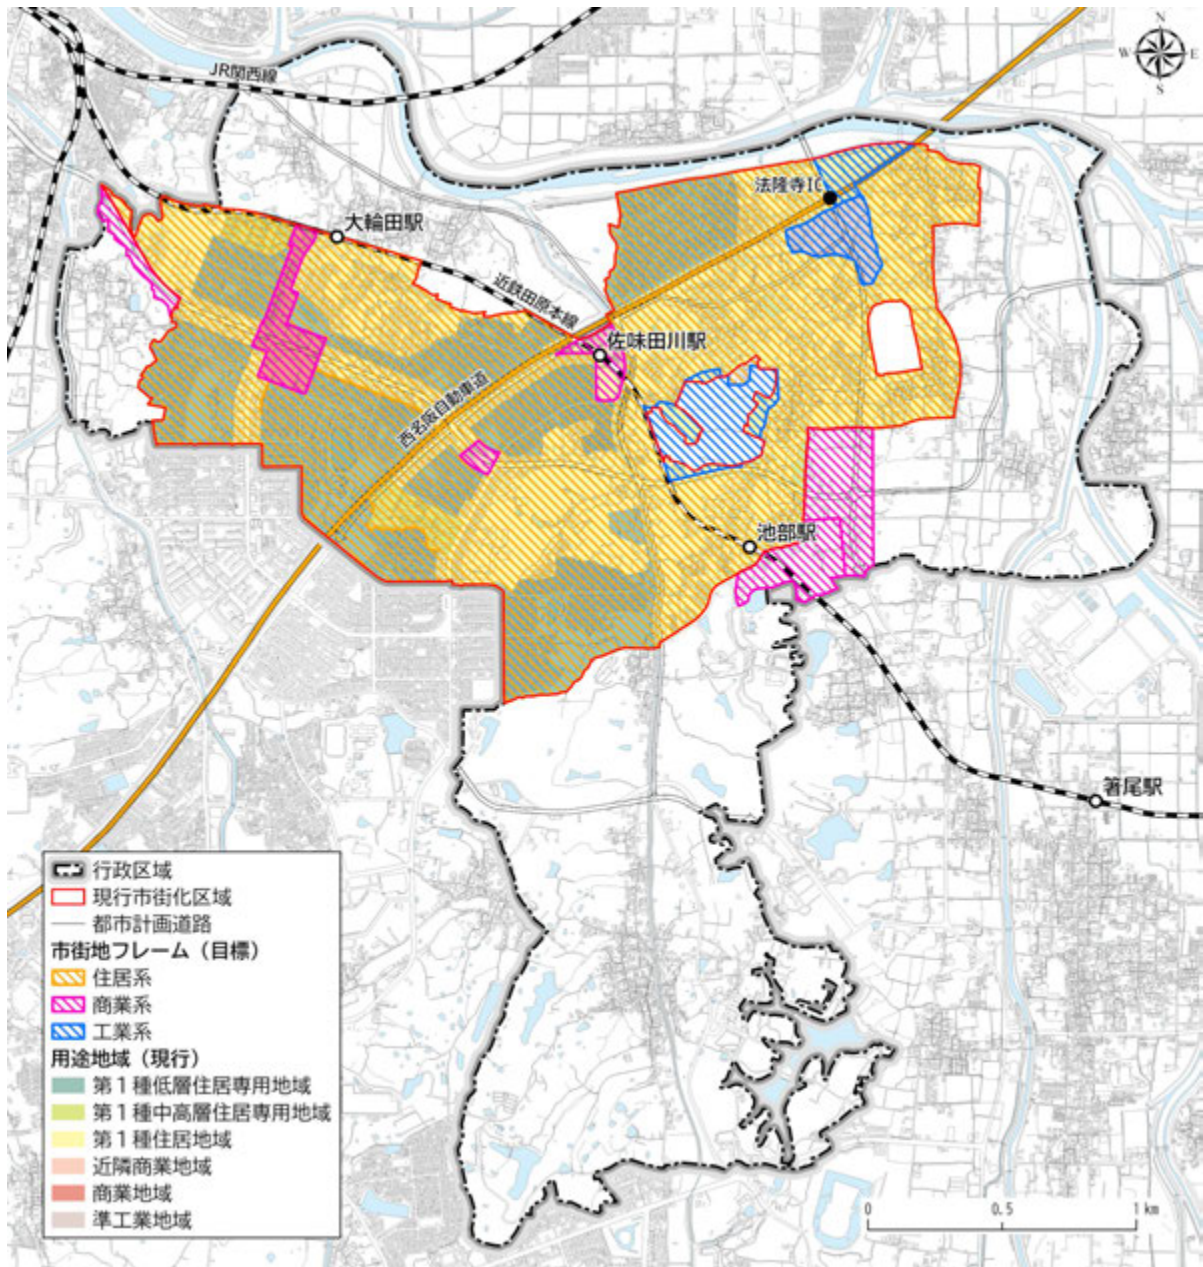 N
W E
S
JR関西線
法隆寺IC
大輪田駅
近鉄田原本線
佐味田川駅
西名阪自動車道
池部駅
箸尾駅
行政区域
現行市街化区域
都市計画道路
市街地フレーム（目標）
住居系
商業系
工業系
用途地域（現行）
第１種低層住居専用地域
第１種中高層住居専用地域
第１種住居地域
近隣商業地域
商業地域
準工業地域
0 0.5 1 km